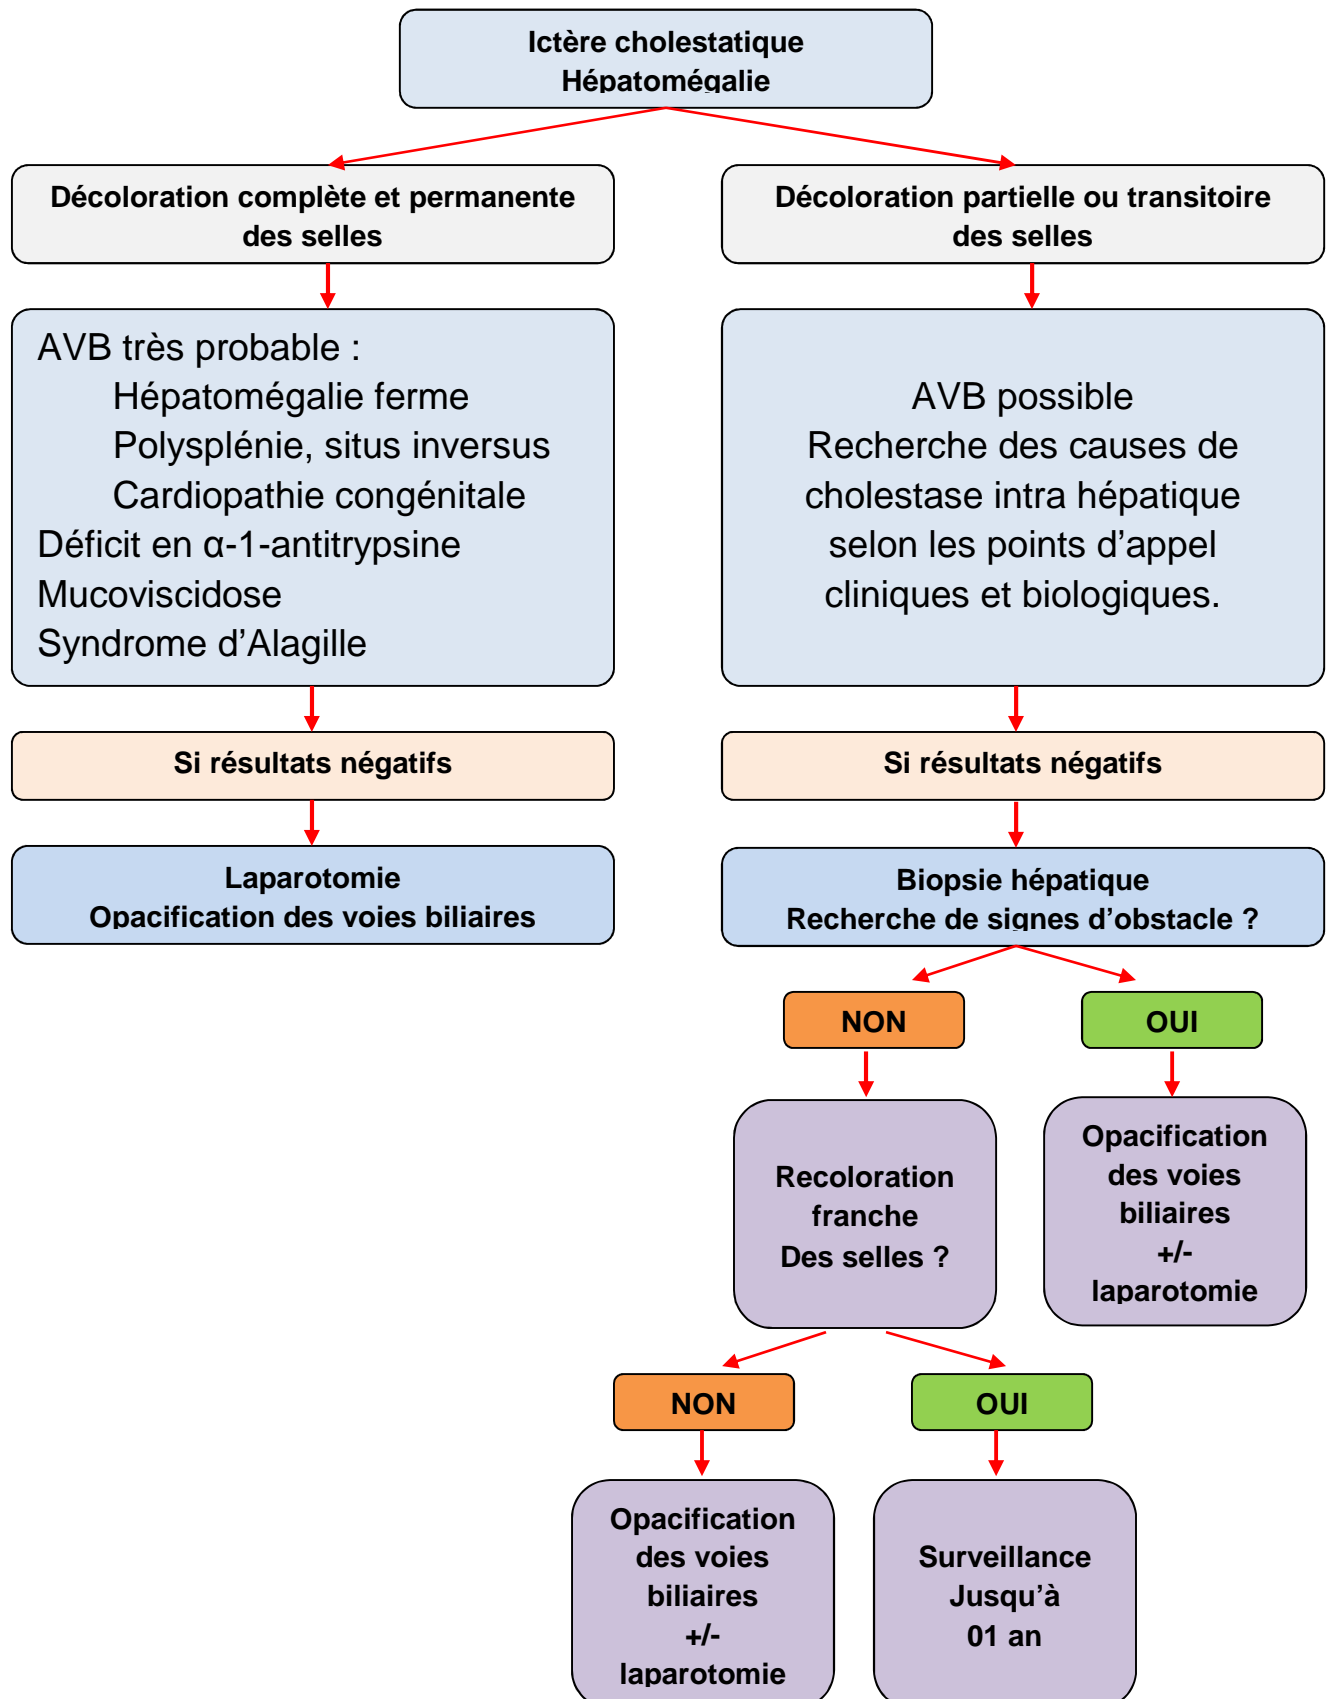 Ictère cholestatique
Hépatomégalie
Décoloration complète et permanente
des selles
Décoloration partielle ou transitoire
des selles
AVB très probable :
Hépatomégalie ferme
Polysplénie, situs inversus
Cardiopathie congénitale
Déficit en α-1-antitrypsine
Mucoviscidose
Syndrome d’Alagille
AVB possible
Recherche des causes de
cholestase intra hépatique
selon les points d’appel
cliniques et biologiques.
Si résultats négatifs
Si résultats négatifs
Laparotomie
Opacification des voies biliaires
Biopsie hépatique
Recherche de signes d’obstacle ?
NON
OUI
Recoloration
franche
Des selles ?
Opacification
des voies
biliaires
+/-
laparotomie
NON
OUI
Opacification
des voies
biliaires
+/-
laparotomie
Surveillance
Jusqu’à
01 an